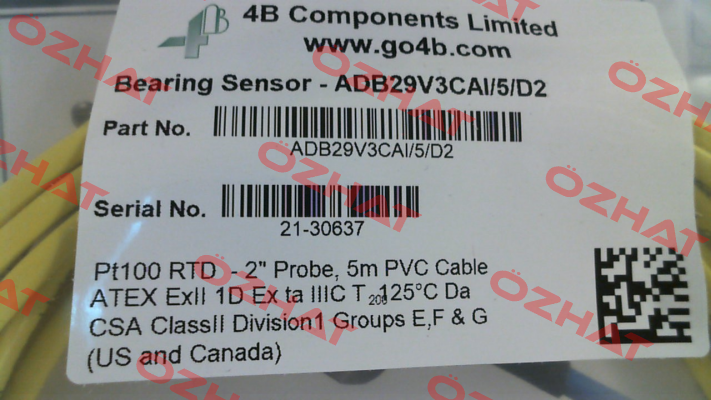 4B Components Limited
www.go4b.com
Bearing Sensor - ADB29V3CAI/5/D2
Part No.
ADB29V3CAI/5/D2
Serial No.
21-30637
Pt100 RTD - 2" Probe, 5m PVC Cable
ATEX ExII 1D Ex ta IIIC T 200 125°C Da
CSA ClassII Division1 Groups E,F & G
(US and Canada)
ÖZHAT
ÖZHAT
ÖZHAT
ÖZHAT
ÖZHAT
ÖZHAT
ÖZHAT